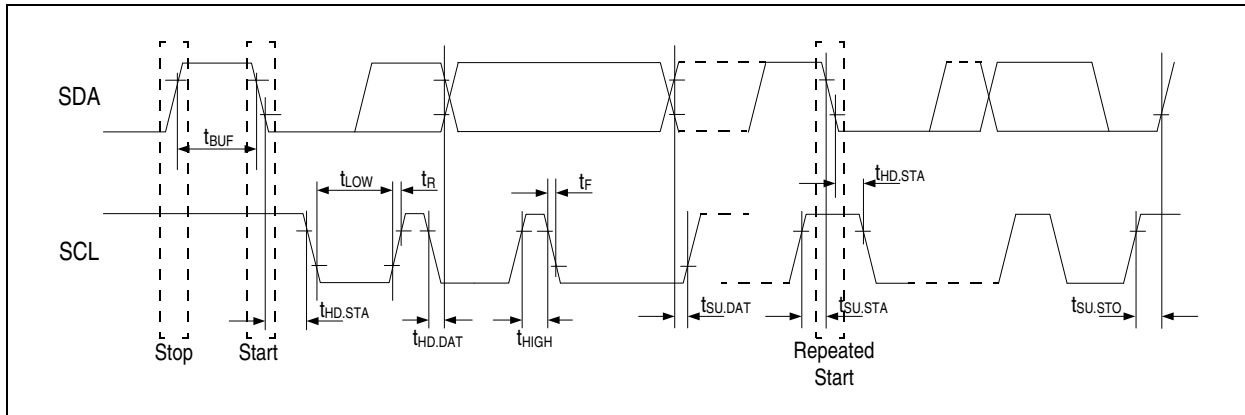 SDA
tBUF
tLOW
tR
tF
tHD.STA
SCL
tHD.STA
tHD.DAT
tHIGH
tSU.DAT
tSU.STA
tSU.STO
Stop
Start
Repeated
Start